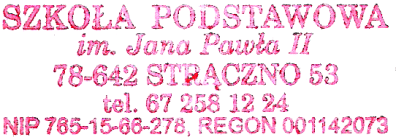 SZKOŁA PODSTAWOWA
im. Jana Pawła II
78-642 STRĄCZNO 53
tel. 67 258 12 24
NIP 765-15-66-278, REGON 001142073